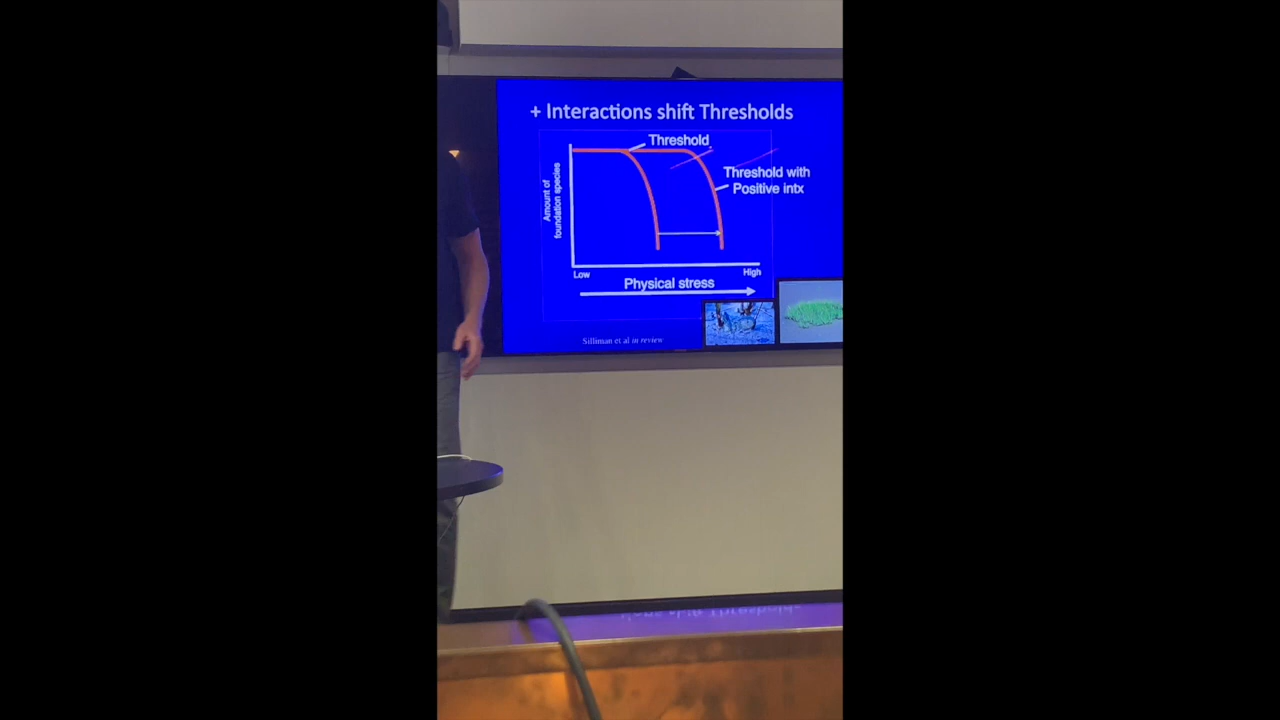 + Interactions shift Thresholds
Threshold
Threshold with
Positive intx
Amount of
foundation species
Low
High
Physical stress
Silliman et al in review